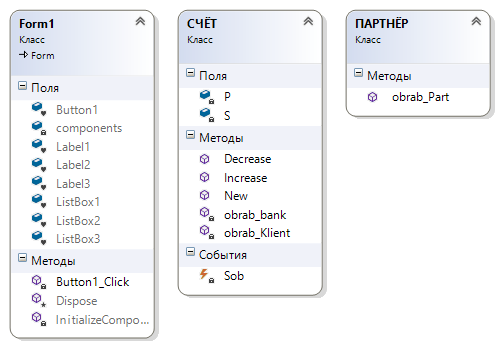 Form1
Класс
Form
Поля
Button1
components
Label1
Label2
Label3
ListBox1
ListBox2
ListBox3
Методы
Button1_Click
Dispose
InitializeCompo...
СЧЁТ
Класс
Поля
P
S
Методы
Decrease
Increase
New
obrab_bank
obrab_Klient
События
Sob
ПАРТНЁР
Класс
Методы
obrab_Part